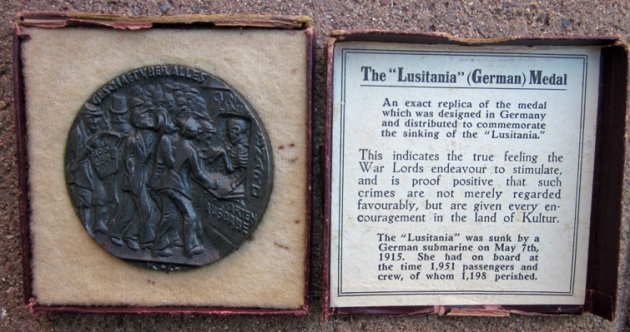 GESCHÄFT ÜBER ALLES
FAHRKARTEN
AUSGABE
The "Lusitania" (German) Medal
An exact replica of the medal
which was designed in Germany
and distributed to commemorate
the sinking of the "Lusitania."
This indicates the true feeling the
War Lords endeavour to stimulate,
and is proof positive that such
crimes are not merely regarded
favourably, but are given every en-
couragement in the land of Kultur.
The "Lusitania" was sunk by a
German submarine on May 7th,
1915. She had on board at
the time 1,951 passengers and
crew, of whom 1,198 perished.